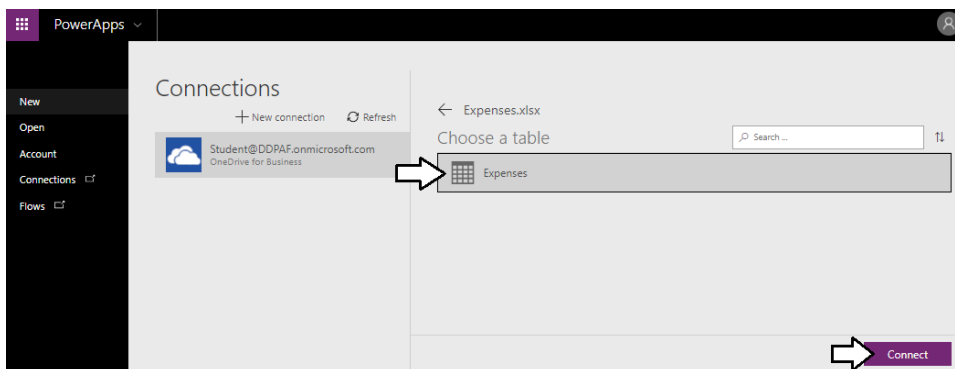 PowerApps
New
Open
Account
Connections
Flows
Connections
New connection
Refresh
Student@DDPAF.onmicrosoft.com
OneDrive for Business
Expenses.xlsx
Choose a table
Search ...
Expenses
Connect